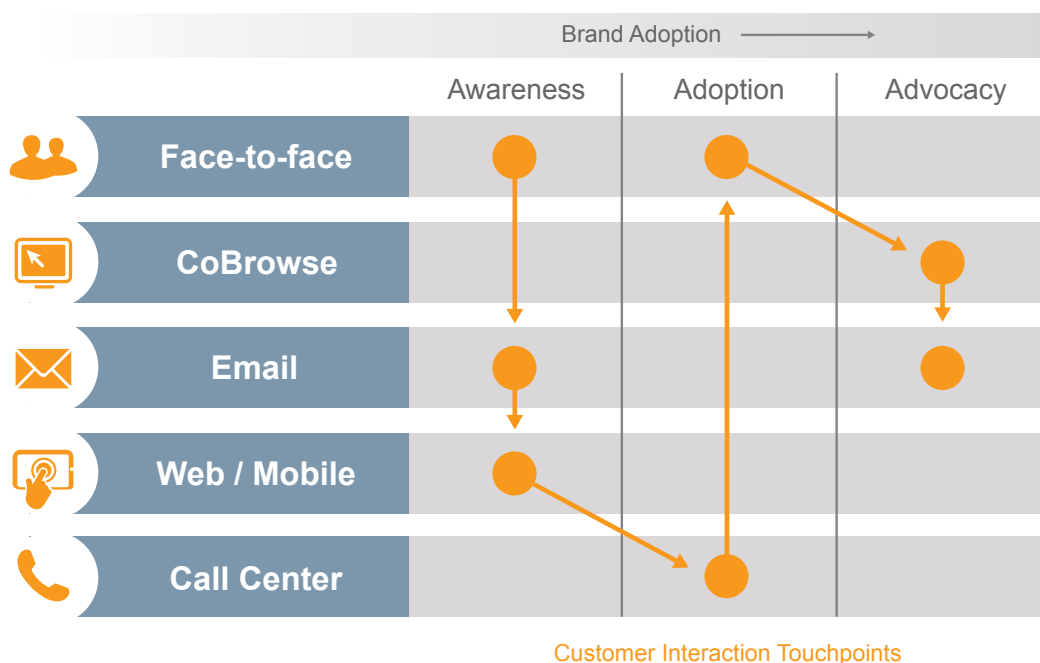 Brand Adoption
Awareness Adoption Advocacy
Face-to-face
CoBrowse
Email
Web / Mobile
Call Center
Customer Interaction Touchpoints